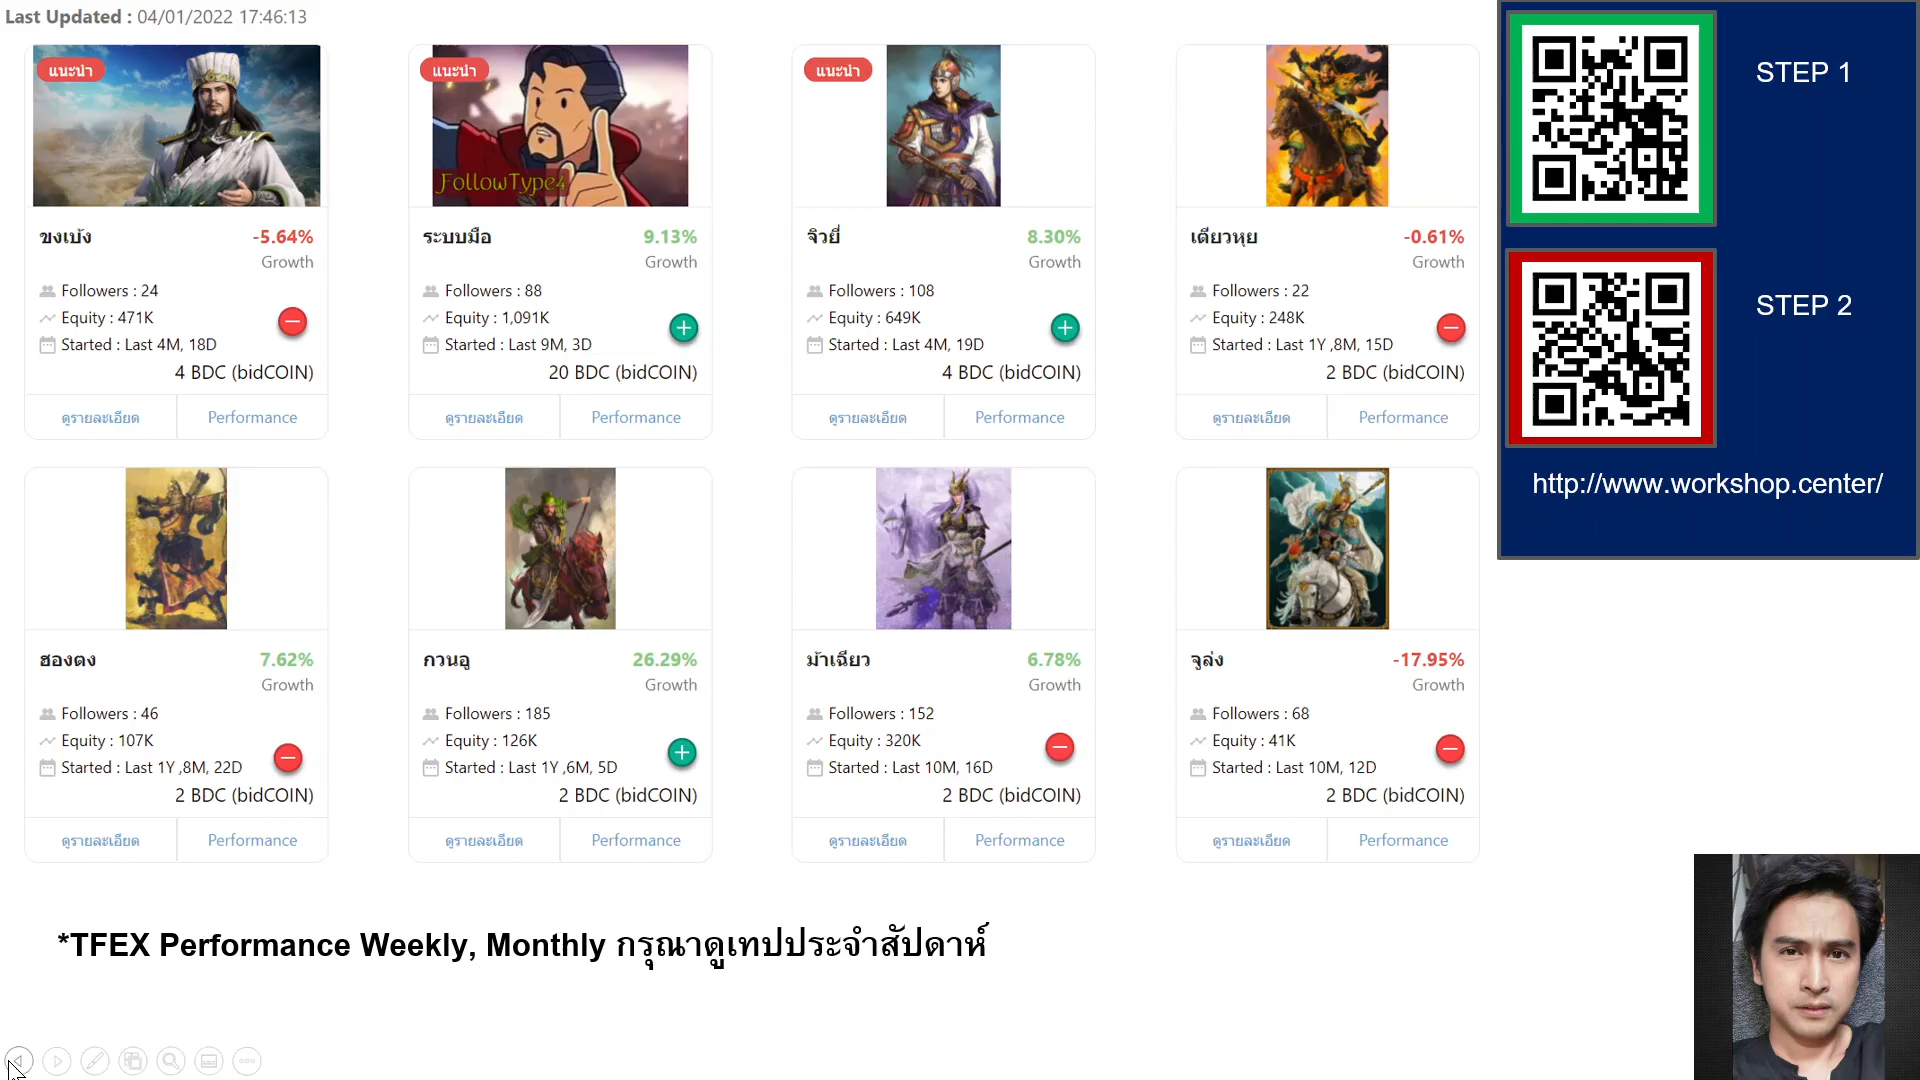 Last Updated : 04/01/2022 17:46:13
แนะนำ
ขงเบ้ง -5.64%
Growth
Followers : 24
Equity : 471K
Started : Last 4M, 18D
4 BDC (bidCOIN)
ดูรายละเอียด Performance
แนะนำ
FollowType4
ระบบมือ 9.13%
Growth
Followers : 88
Equity : 1,091K
Started : Last 9M, 3D
20 BDC (bidCOIN)
ดูรายละเอียด Performance
แนะนำ
จิวยี่ 8.30%
Growth
Followers : 108
Equity : 649K
Started : Last 4M, 19D
4 BDC (bidCOIN)
ดูรายละเอียด Performance
เตียวหุย -0.61%
Growth
Followers : 22
Equity : 248K
Started : Last 1Y ,8M, 15D
2 BDC (bidCOIN)
ดูรายละเอียด Performance
ฮองตง 7.62%
Growth
Followers : 46
Equity : 107K
Started : Last 1Y ,8M, 22D
2 BDC (bidCOIN)
ดูรายละเอียด Performance
กวนอู 26.29%
Growth
Followers : 185
Equity : 126K
Started : Last 1Y ,6M, 5D
2 BDC (bidCOIN)
ดูรายละเอียด Performance
ม้าเฉียว 6.78%
Growth
Followers : 152
Equity : 320K
Started : Last 10M, 16D
2 BDC (bidCOIN)
ดูรายละเอียด Performance
จูล่ง -17.95%
Growth
Followers : 68
Equity : 41K
Started : Last 10M, 12D
2 BDC (bidCOIN)
ดูรายละเอียด Performance
STEP 1
STEP 2
http://www.workshop.center/
*TFEX Performance Weekly, Monthly กรุณาดูเทปประจำสัปดาห์